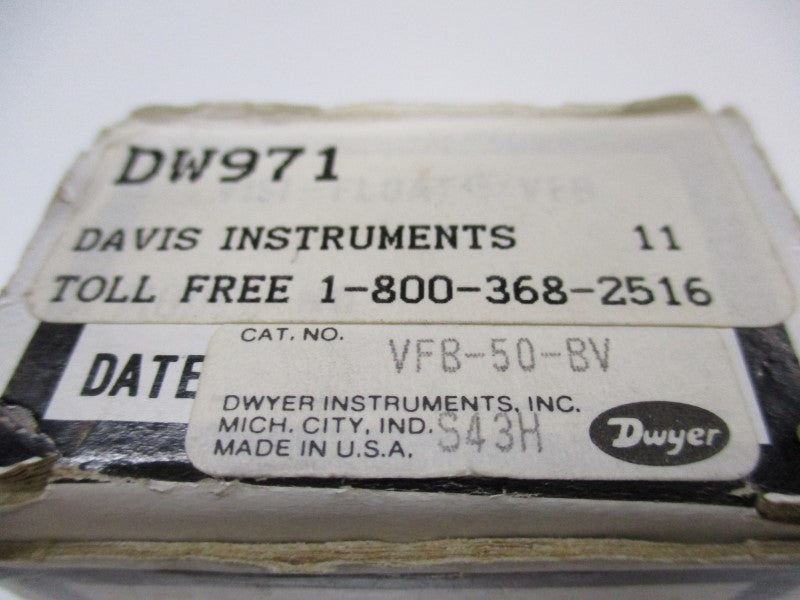 DW971
DAVIS INSTRUMENTS 11
TOLL FREE 1-800-368-2516
DATE
CAT. NO. VFB-50-BV
DWYER INSTRUMENTS, INC.
MICH. CITY, IND. S43H
MADE IN U.S.A.
Dwyer